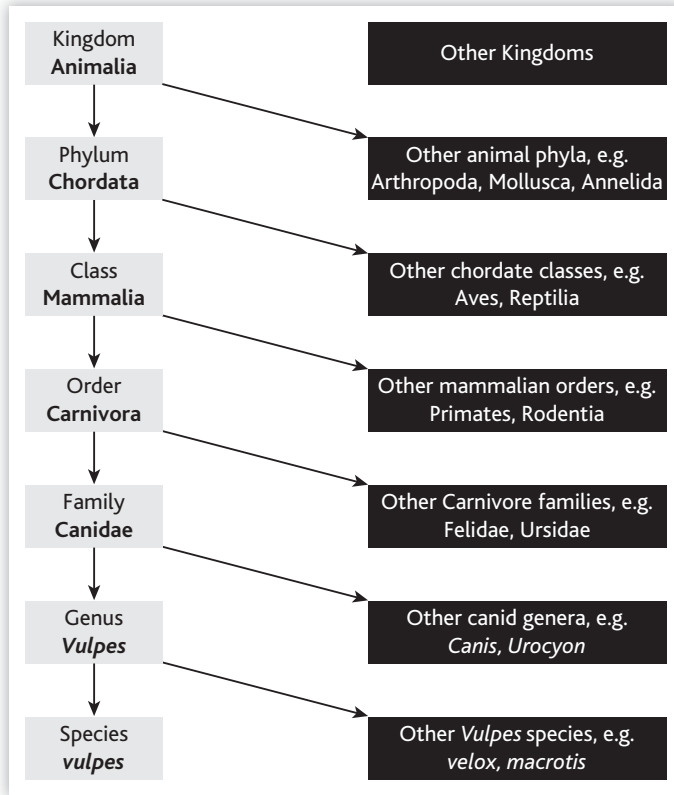 Kingdom
Animalia
Other Kingdoms
Phylum
Chordata
Other animal phyla, e.g.
Arthropoda, Mollusca, Annelida
Class
Mammalia
Other chordate classes, e.g.
Aves, Reptilia
Order
Carnivora
Other mammalian orders, e.g.
Primates, Rodentia
Family
Canidae
Other Carnivore families, e.g.
Felidae, Ursidae
Genus
Vulpes
Other canid genera, e.g.
Canis, Urocyon
Species
vulpes
Other Vulpes species, e.g.
velox, macrotis